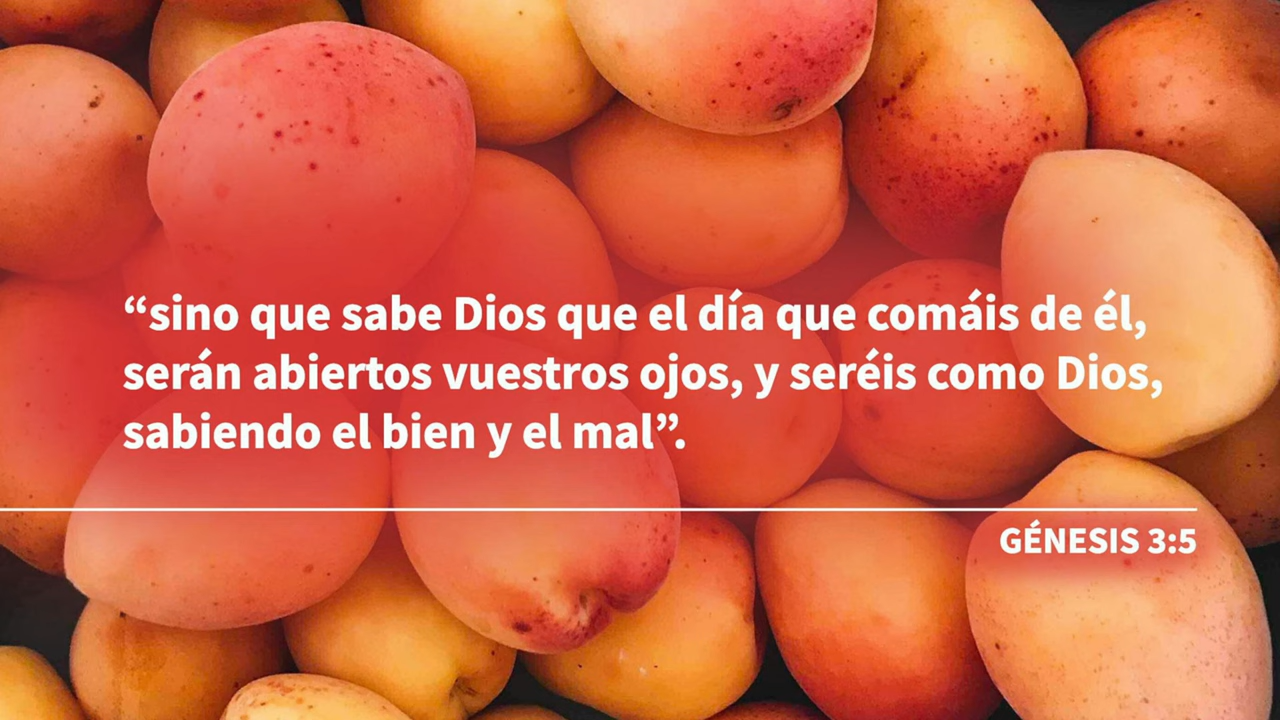 “sino que sabe Dios que el día que comáis de él,
serán abiertos vuestros ojos, y seréis como Dios,
sabiendo el bien y el mal”.
GÉNESIS 3:5